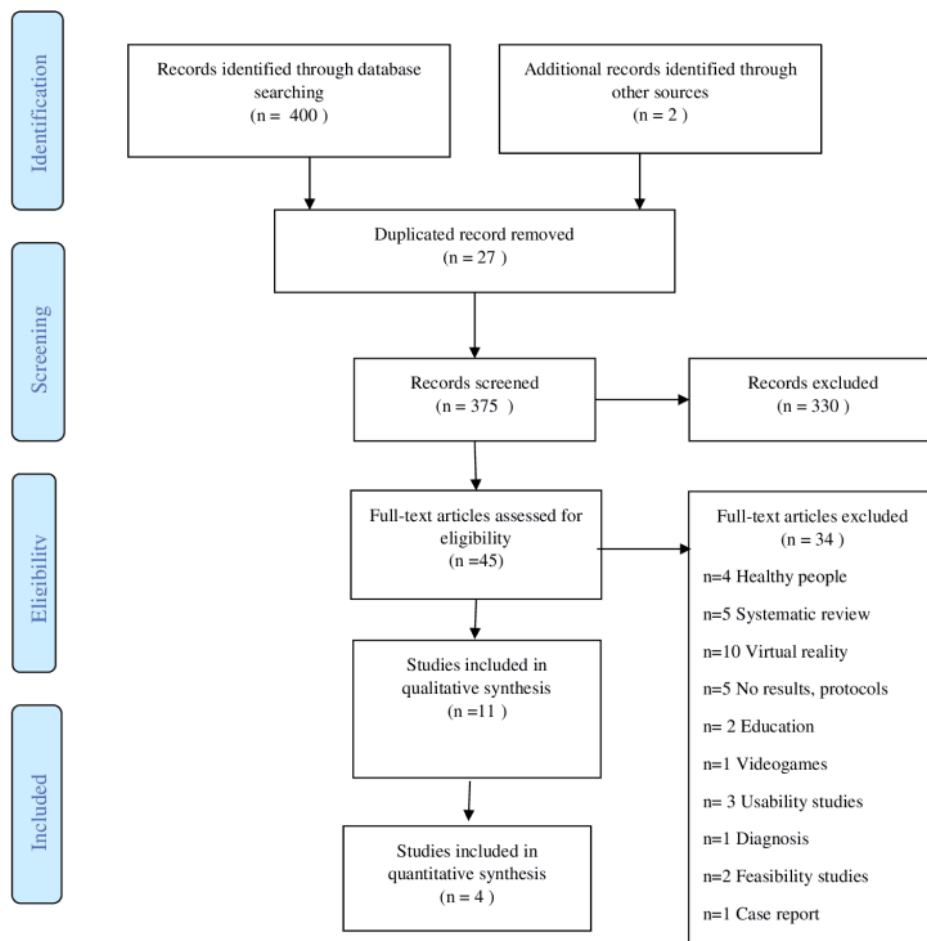 Identification
Records identified through database
searching
(n = 400 )
Additional records identified through
other sources
(n = 2 )
Duplicated record removed
(n = 27 )
Screening
Records screened
(n = 375 )
Records excluded
(n = 330 )
Eligibility
Full-text articles assessed for
eligibility
(n =45)
Full-text articles excluded
(n = 34 )
n=4 Healthy people
n=5 Systematic review
n=10 Virtual reality
n=5 No results, protocols
n= 2 Education
n=1 Videogames
n= 3 Usability studies
n=1 Diagnosis
n=2 Feasibility studies
n=1 Case report
Studies included in
qualitative synthesis
(n =11 )
Included
Studies included in
quantitative synthesis
(n = 4 )